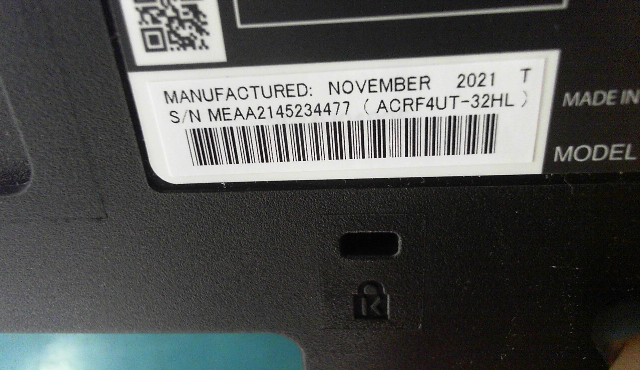 MANUFACTURED: NOVEMBER 2021 T
S/N MEAA2145234477 ( ACRF4UT-32HL )
MADE IN
MODEL